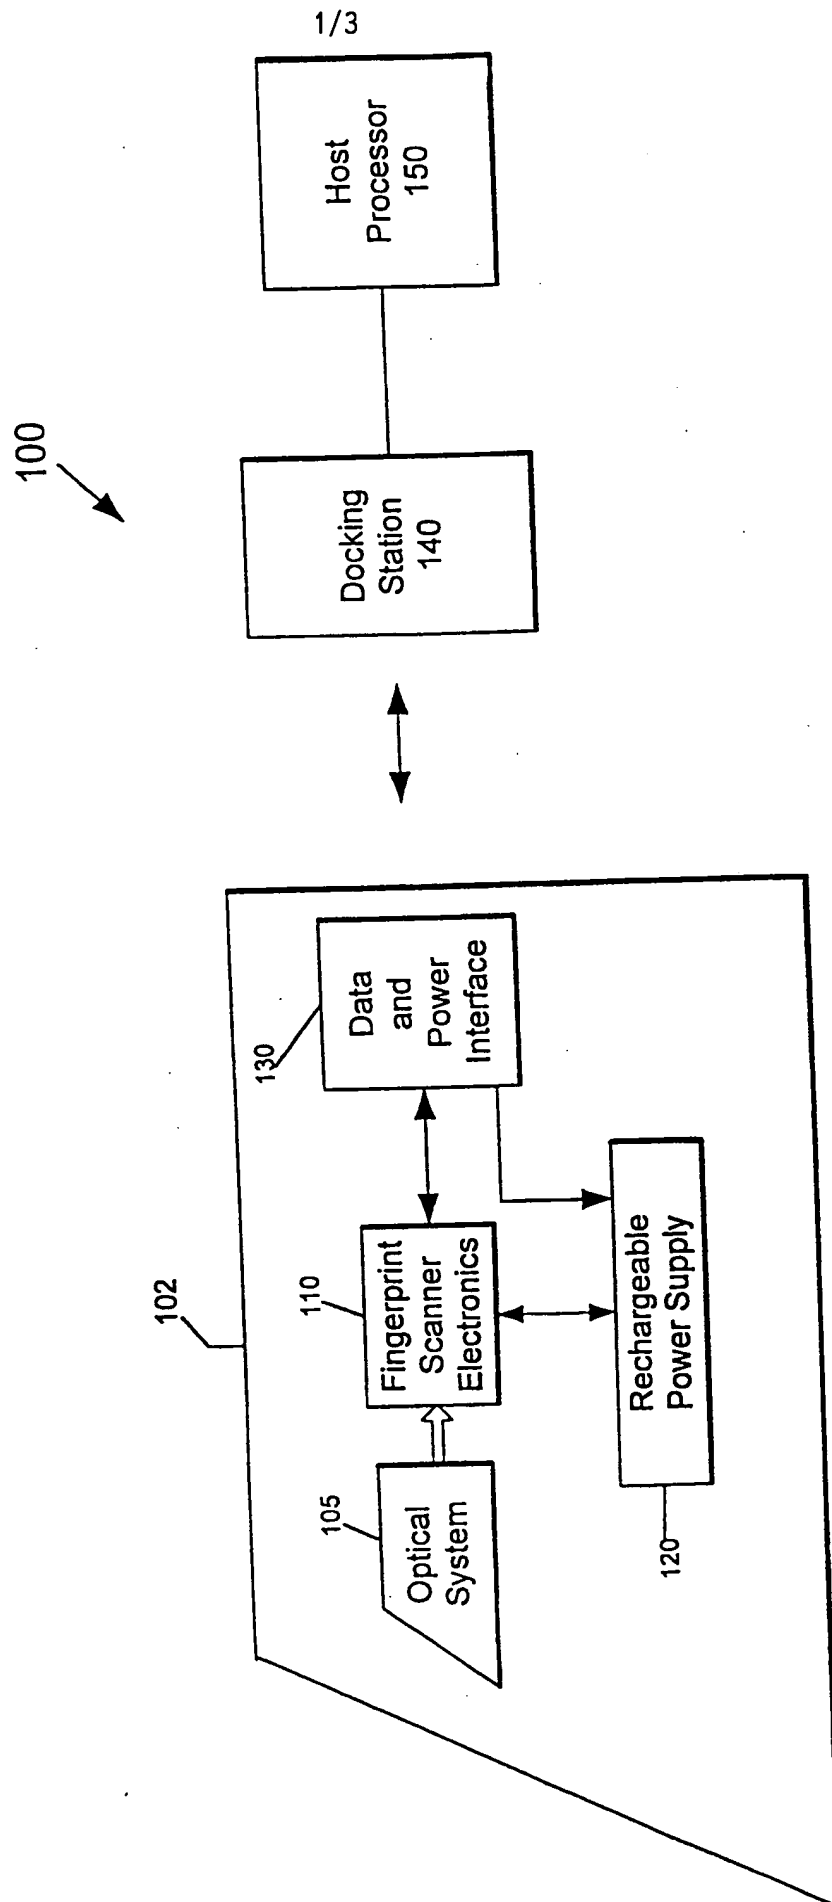 1/3
100
102
105
Optical
System
110
Fingerprint
Scanner
Electronics
130
Data
and
Power
Interface
120
Rechargeable
Power Supply
Docking
Station
140
Host
Processor
150